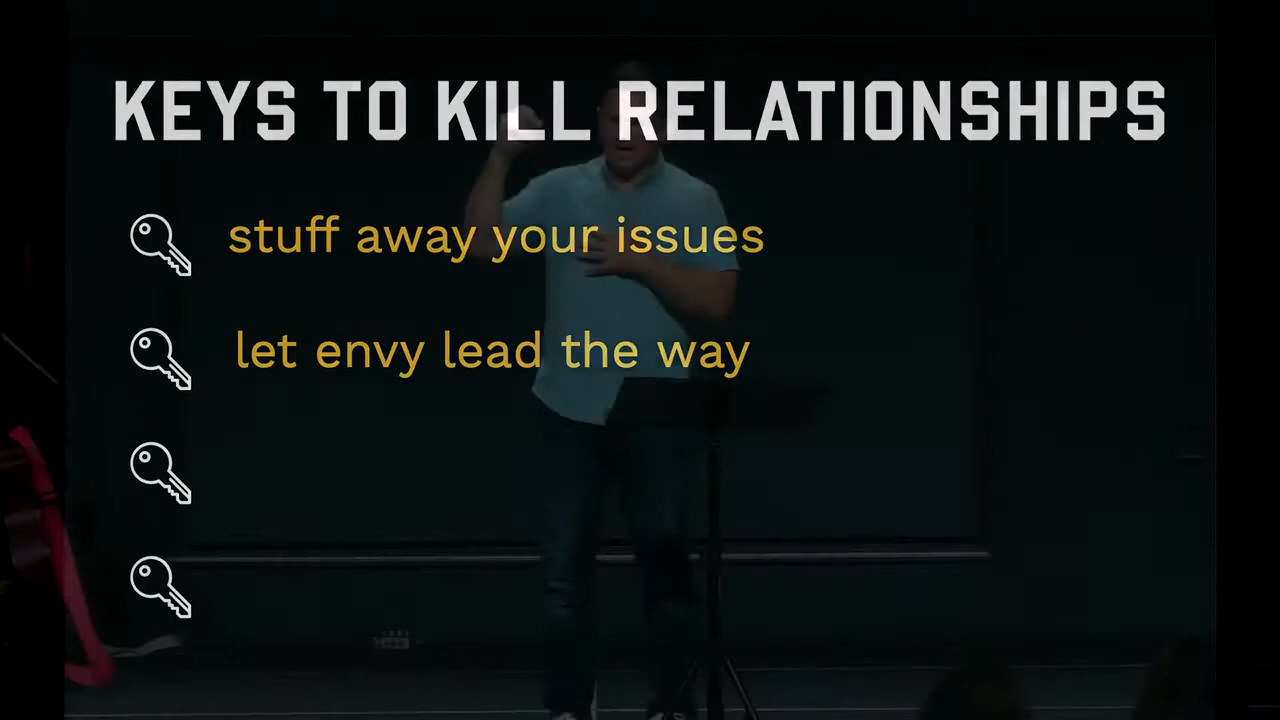 KEYS TO KILL RELATIONSHIPS
stuff away your issues
let envy lead the way